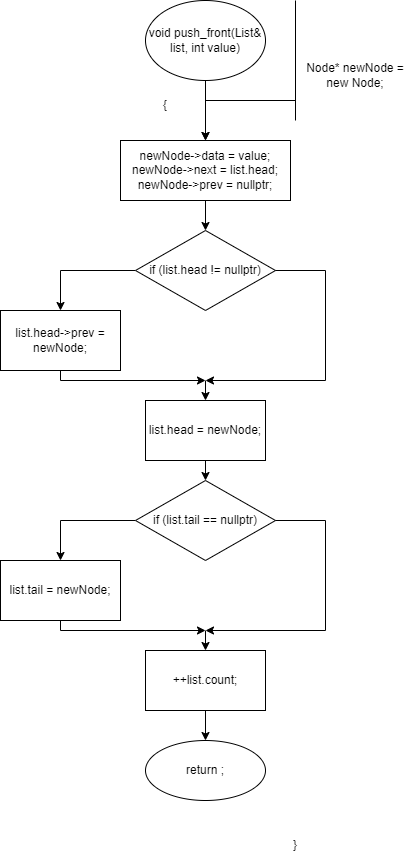 void push_front(List&
list, int value)
Node* newNode =
new Node;
{
newNode->data = value;
newNode->next = list.head;
newNode->prev = nullptr;
if (list.head != nullptr)
list.head->prev =
newNode;
list.head = newNode;
if (list.tail == nullptr)
list.tail = newNode;
++list.count;
return ;
}